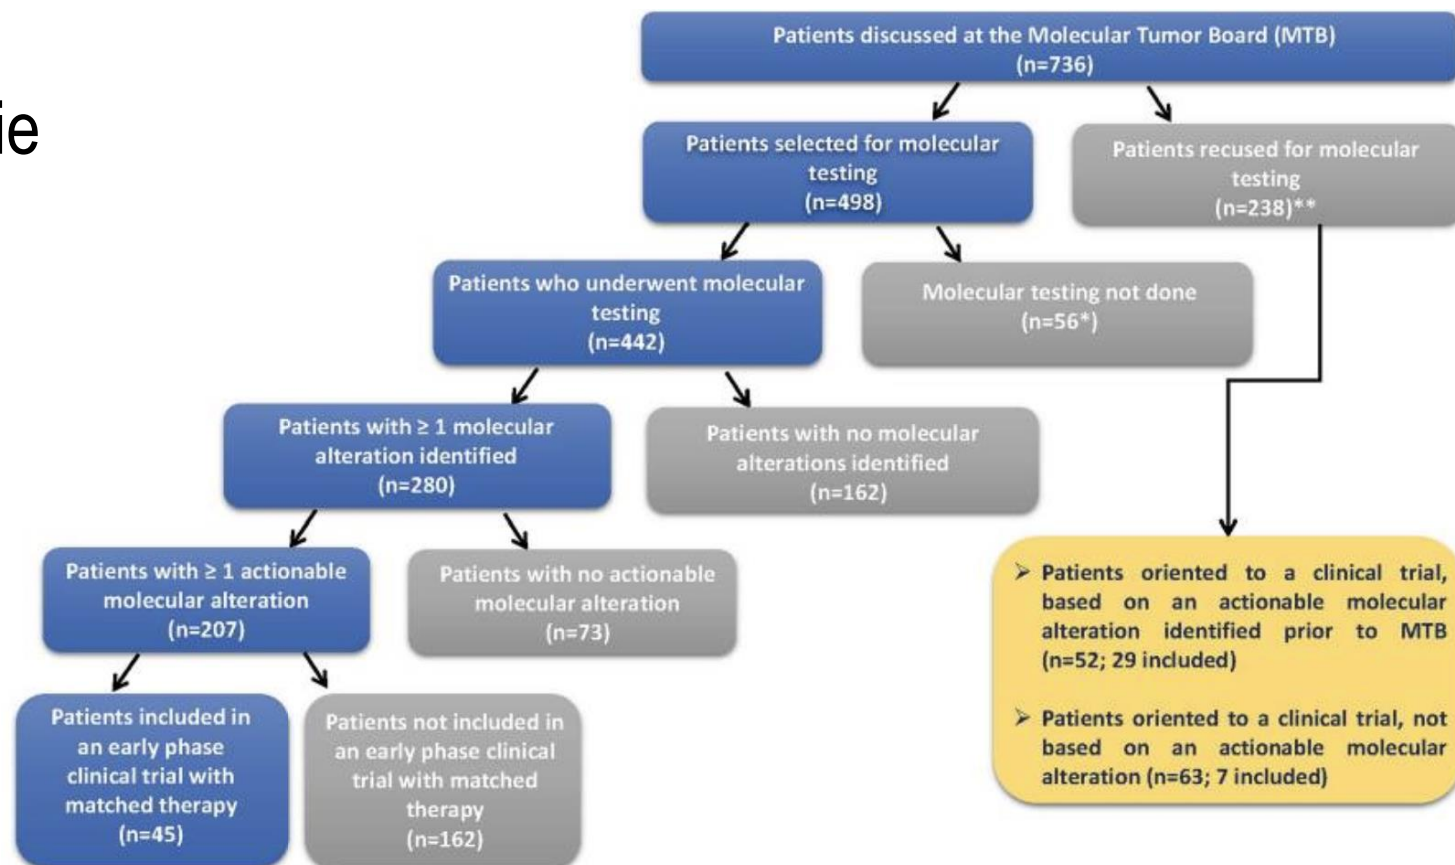 ie
Patients discussed at the Molecular Tumor Board (MTB)
(n=736)
Patients selected for molecular
testing
(n=498)
Patients recused for molecular
testing
(n=238)**
Patients who underwent molecular
testing
(n=442)
Molecular testing not done
(n=56*)
Patients with ≥ 1 molecular
alteration identified
(n=280)
Patients with no molecular
alterations identified
(n=162)
Patients with ≥ 1 actionable
molecular alteration
(n=207)
Patients with no actionable
molecular alteration
(n=73)
➢ Patients oriented to a clinical trial,
based on an actionable molecular
alteration identified prior to MTB
(n=52; 29 included)
➢ Patients oriented to a clinical trial, not
based on an actionable molecular
alteration (n=63; 7 included)
Patients included in
an early phase
clinical trial with
matched therapy
(n=45)
Patients not included in
an early phase clinical
trial with matched
therapy
(n=162)